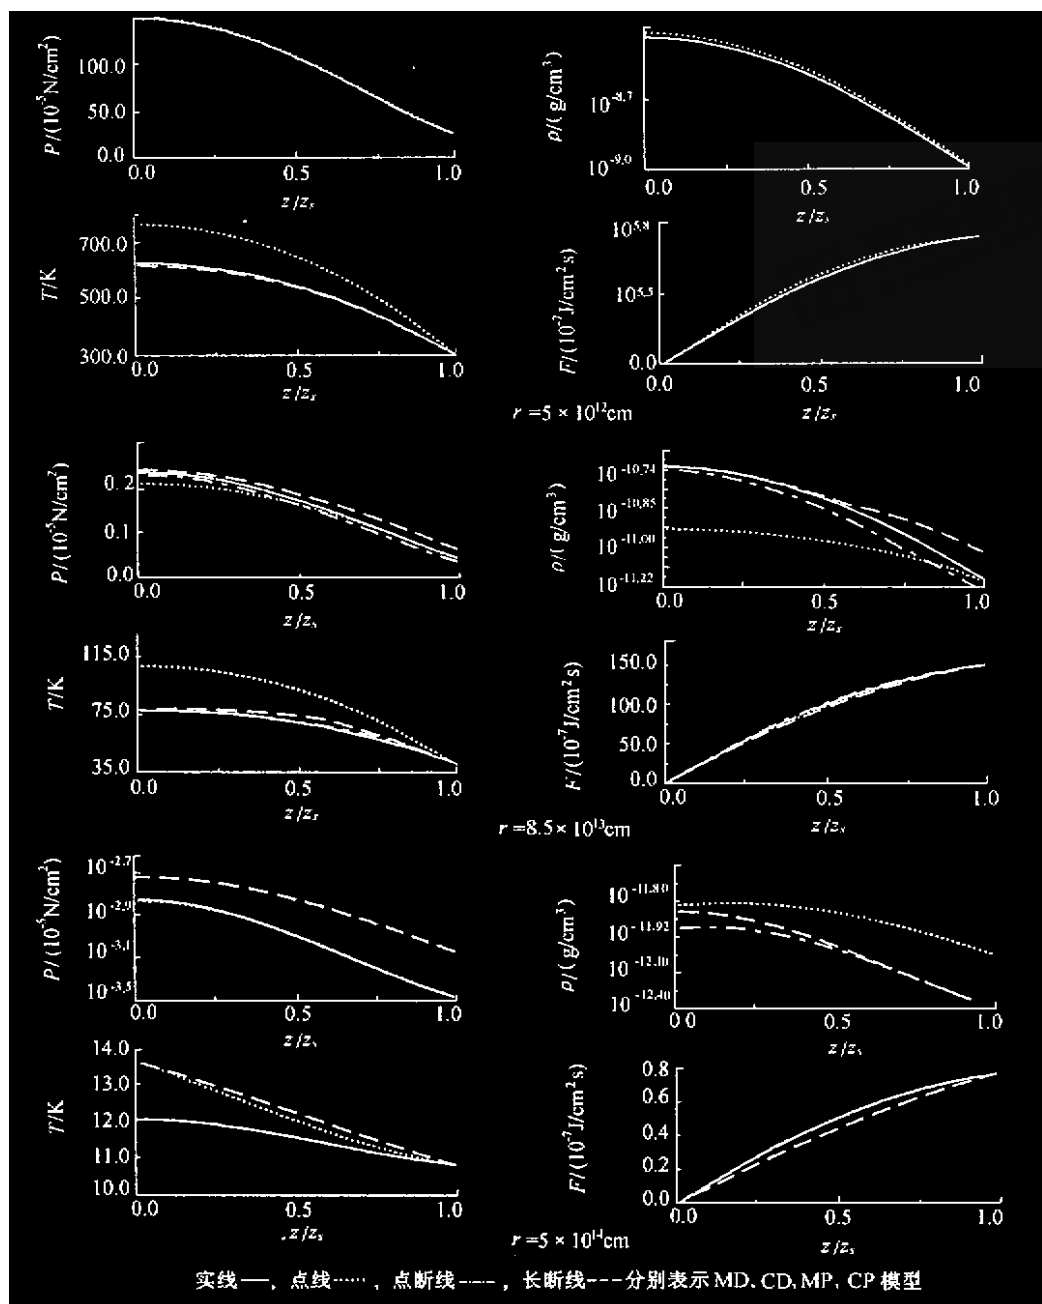 P/(10⁻⁵N/cm²)
100.0
50.0
0.0
0.0 0.5 1.0
z/zₛ
ρ/(g/cm³)
10⁻⁸·⁷
10⁻⁹·⁰
0.0 0.5 1.0
z/zₛ
T/K
700.0
500.0
300.0
0.0 0.5 1.0
z/zₛ
F/(10⁻⁷J/cm²s)
10⁵·⁸
10⁵·⁵
0.0
0.0 0.5 1.0
z/zₛ
r =5 × 10¹²cm
P/(10⁻⁵N/cm²)
0.2
0.1
0.0
0.0 0.5 1.0
z/zₛ
ρ/(g/cm³)
10⁻¹⁰·⁷⁴
10⁻¹⁰·⁸⁵
10⁻¹¹·⁰⁰
10⁻¹¹·²²
0.0 0.5 1.0
z/zₛ
T/K
115.0
75.0
35.0
0.0 0.5 1.0
z/zₛ
F/(10⁻⁷J/cm²s)
150.0
100.0
50.0
0.0
0.0 0.5 1.0
z/zₛ
r =8.5× 10¹³cm
P/(10⁻⁵N/cm²)
10⁻²·⁷
10⁻²·⁹
10⁻³·¹
10⁻³·⁵
0.0 0.5 1.0
z/zₛ
ρ/(g/cm³)
10⁻¹¹·⁸⁰
10⁻¹¹·⁹²
10⁻¹²·¹⁰
10⁻¹²·⁴⁰
0.0 0.5 1.0
z/zₛ
T/K
14.0
13.0
12.0
11.0
10.0
0.0 0.5 1.0
z/zₛ
F/(10⁻⁷J/cm²s)
0.8
0.6
0.4
0.2
0.0
0.0 0.5 1.0
z/zₛ
r =5 × 10¹⁴cm
实线——, 点线······, 点断线—·—, 长断线---分别表示 MD、CD、MP、CP 模型